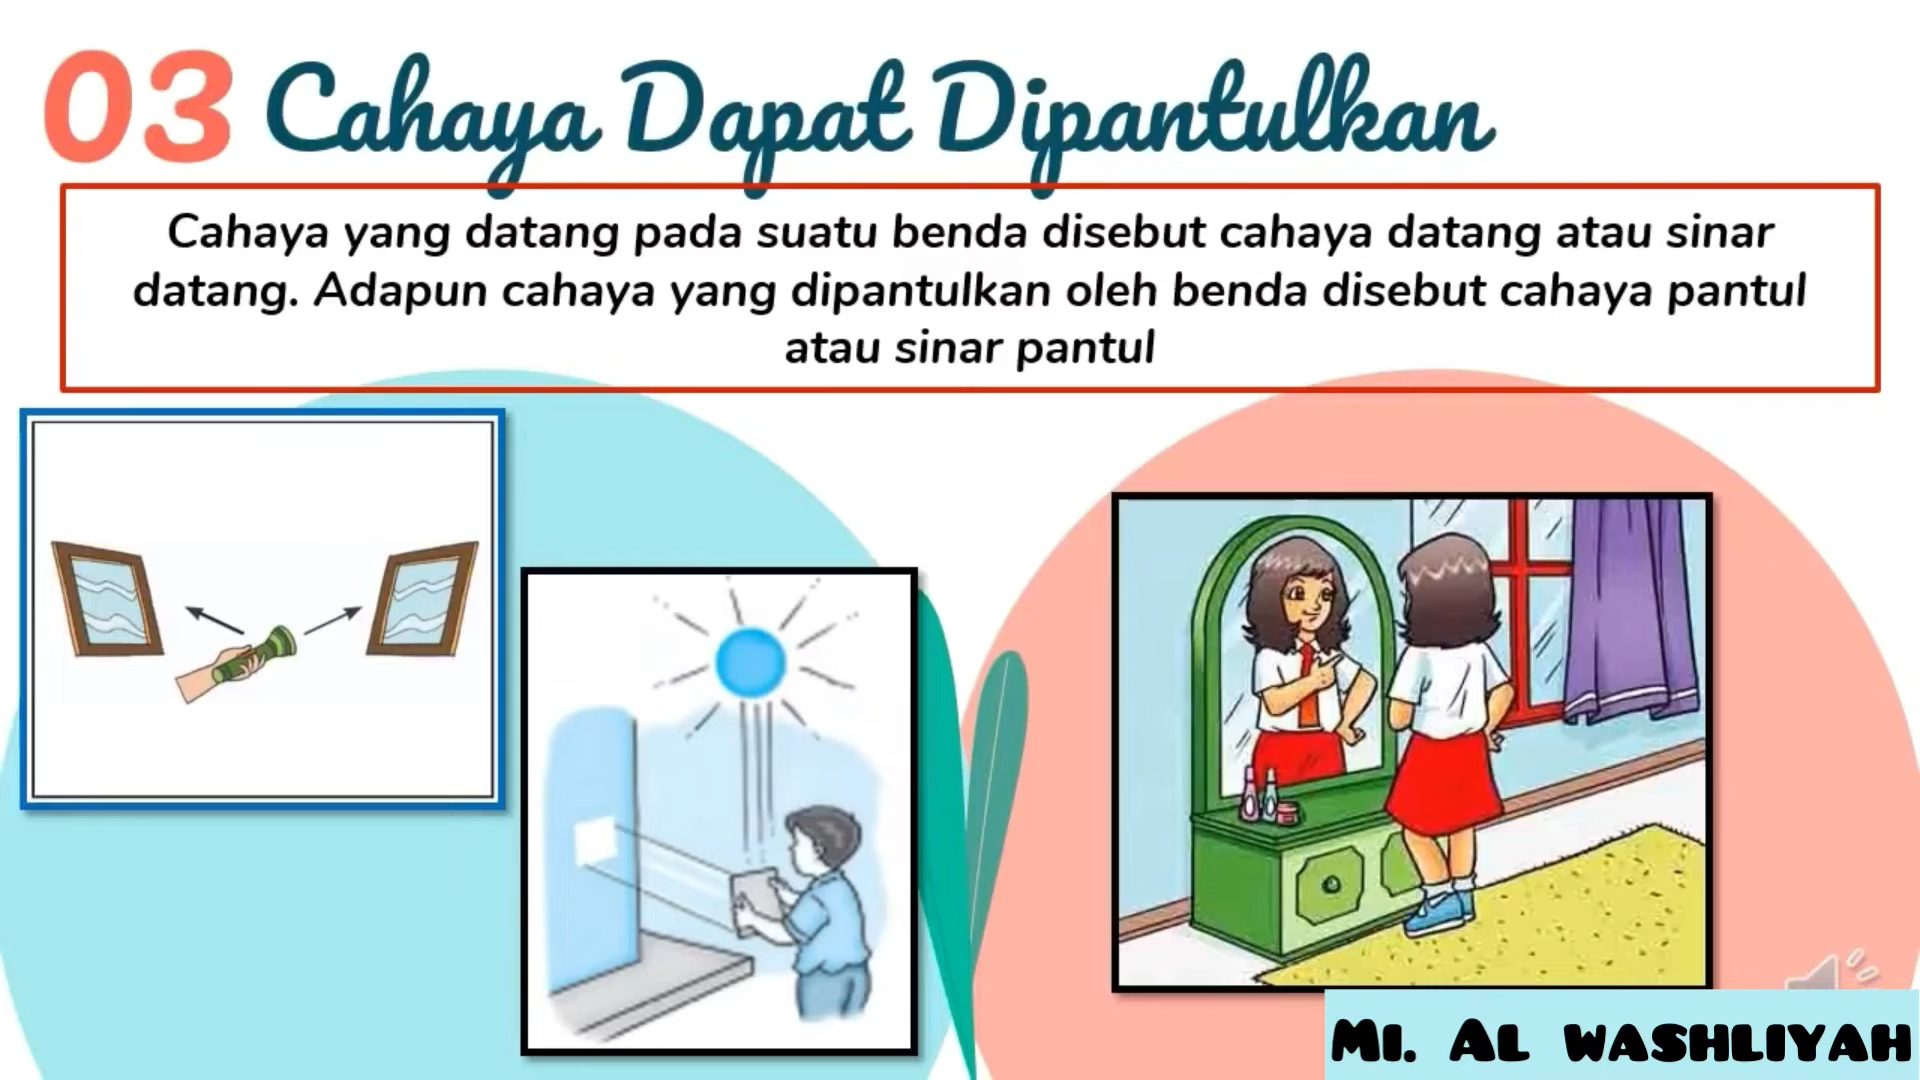 03 Cahaya Dapat Dipantulkan
Cahaya yang datang pada suatu benda disebut cahaya datang atau sinar
datang. Adapun cahaya yang dipantulkan oleh benda disebut cahaya pantul
atau sinar pantul
MI. AL WASHLIYAH